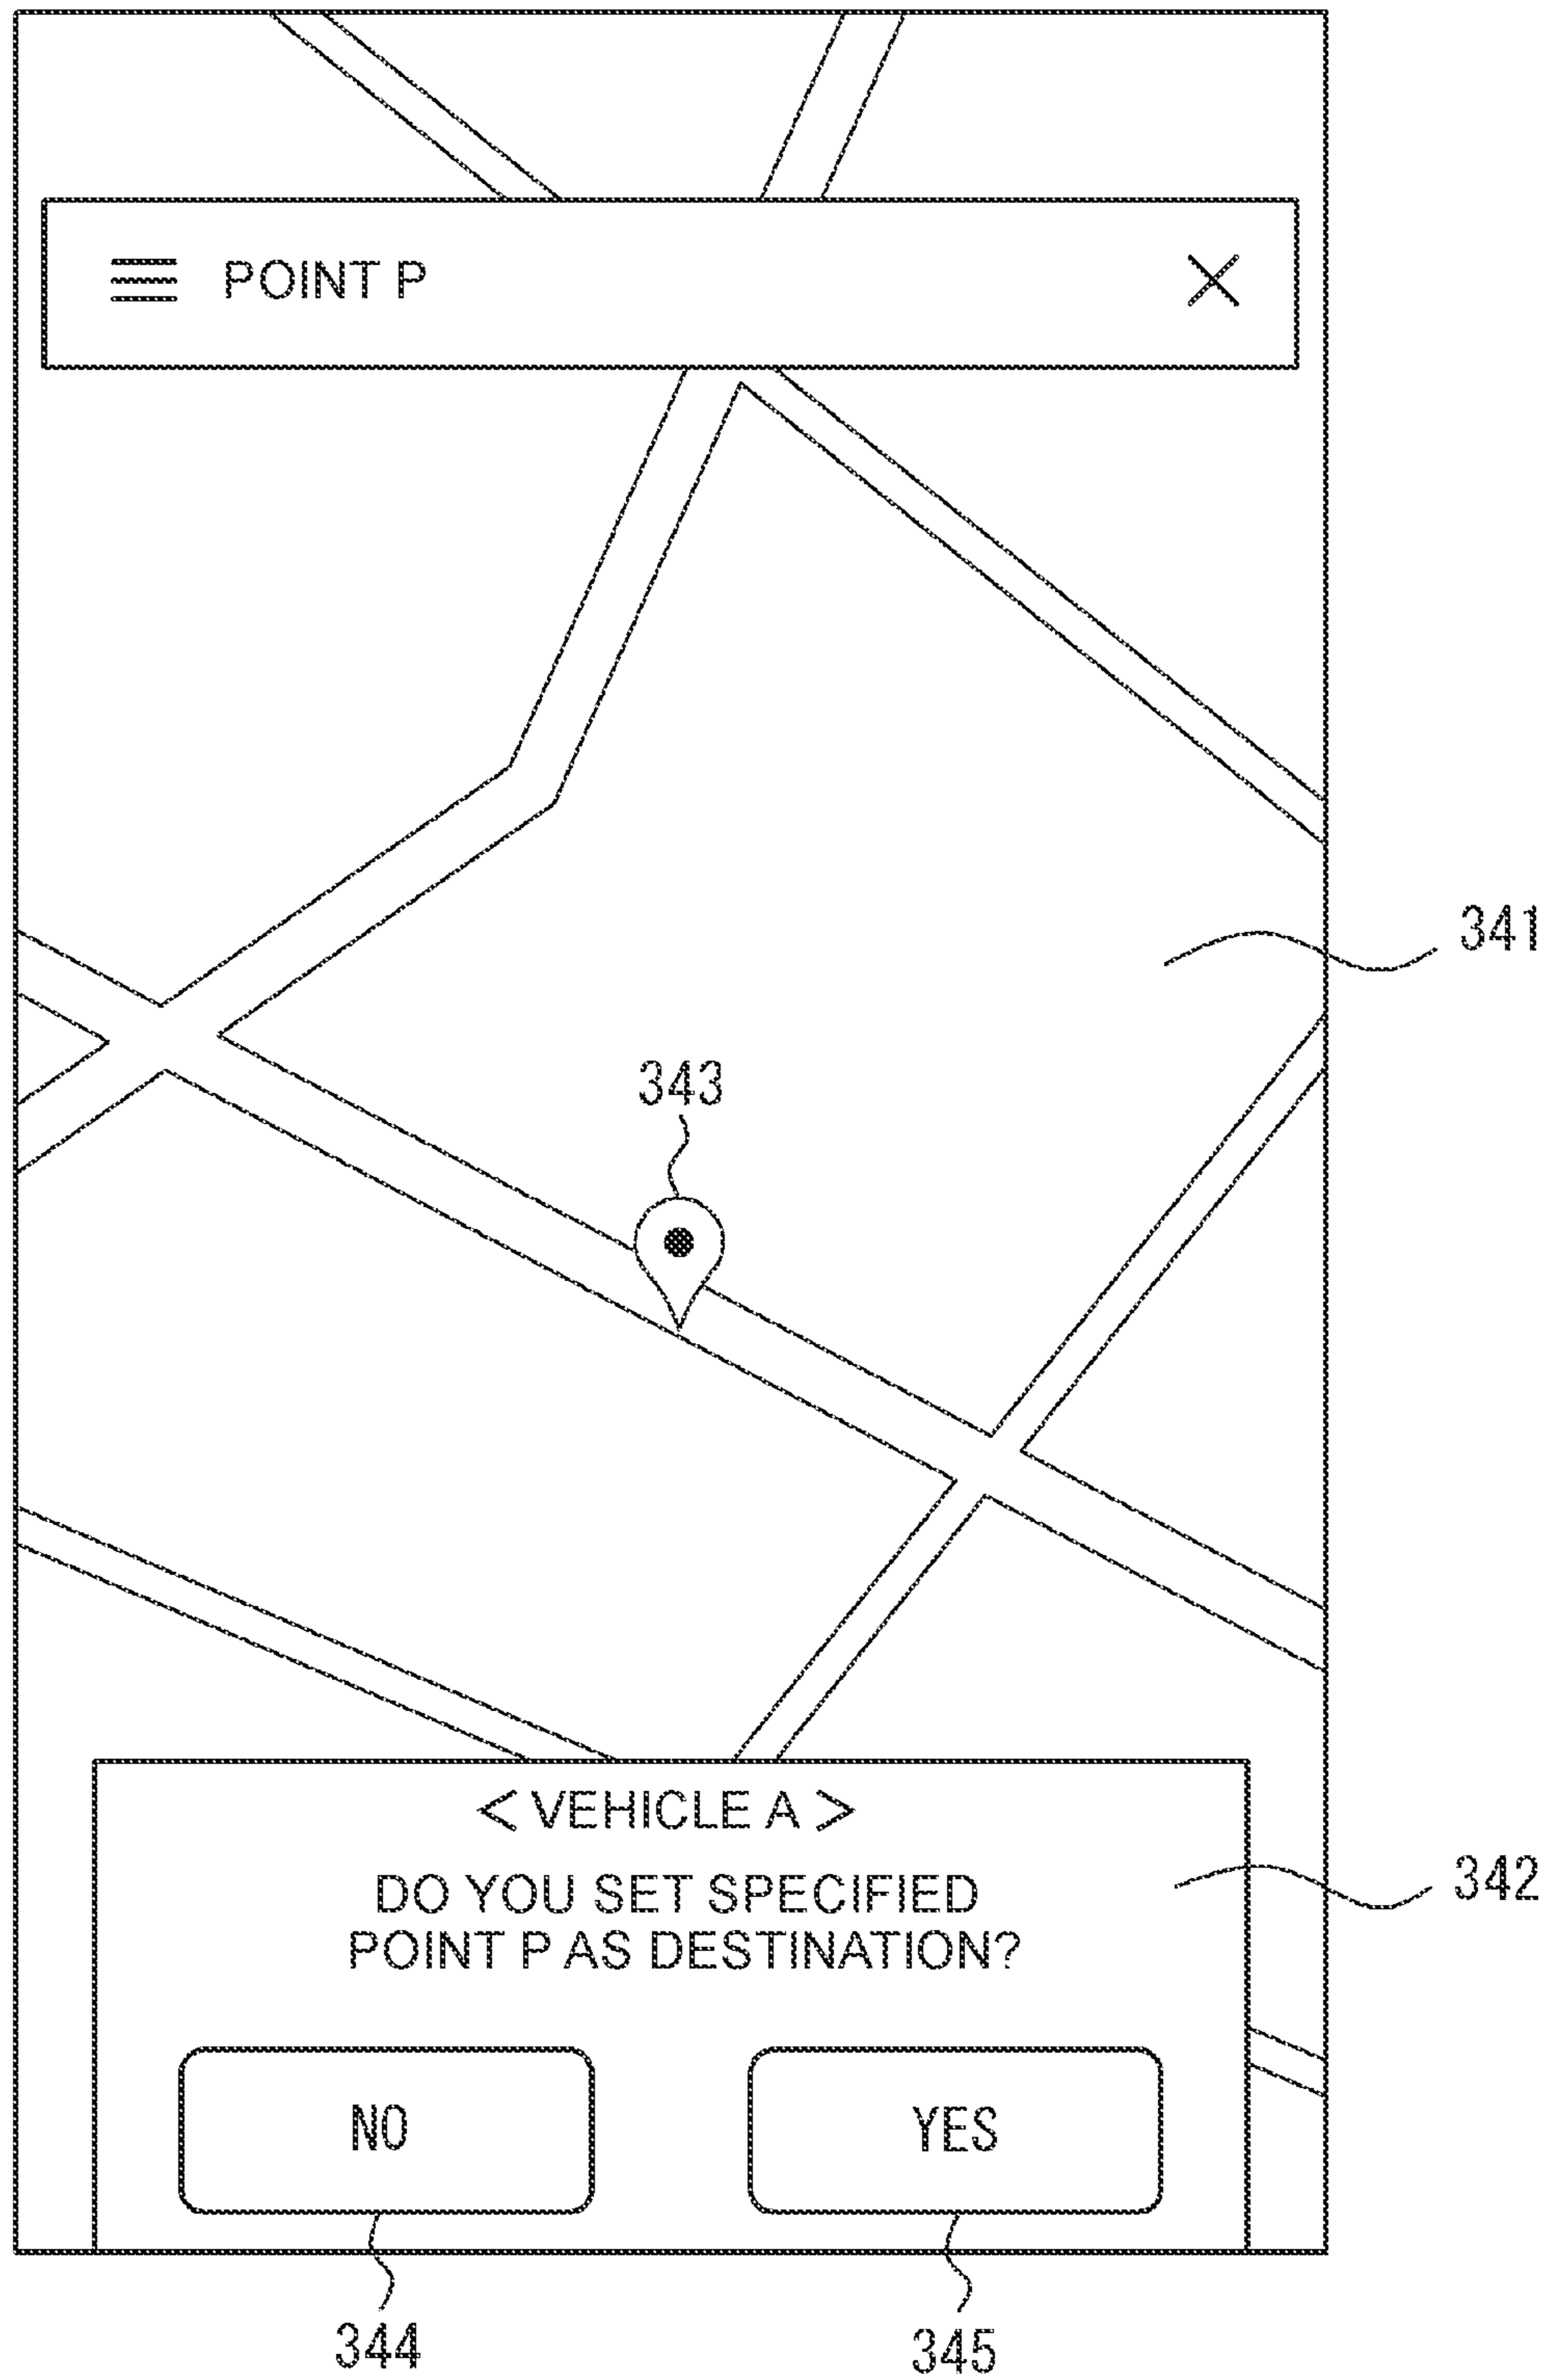 POINT P
341
343
< VEHICLE A >
342
DO YOU SET SPECIFIED
POINT P AS DESTINATION?
NO
YES
344
345